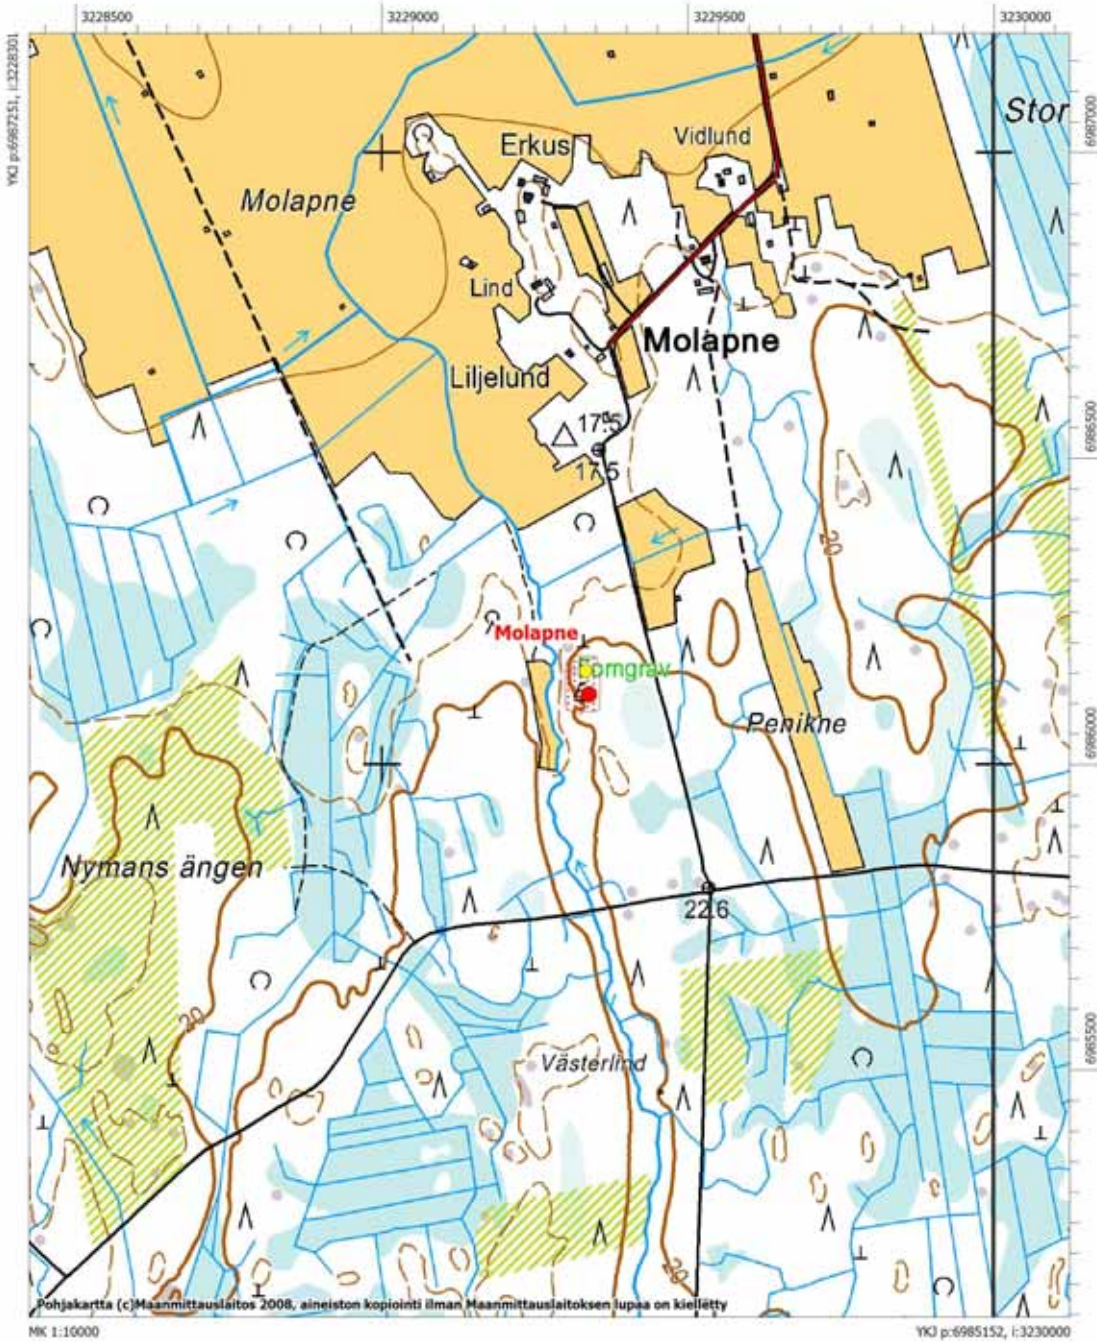 3228500
3229000
3229500
3230000
YKJ p:6987251, i:3228301
Stor
6987000
Erkus
Vidlund
Molapne
Lind
Molapne
Liljelund
17.5
17.5
6986500
20
Molapne
Forngrav
Penikne
6986000
Nymans ängen
22.6
20
6985500
Västerlind
20
Pohjakartta (c)Maanmittauslaitos 2008, aineiston kopiointi ilman Maanmittauslaitoksen lupaa on kielletty
MK 1:10000
YKJ p:6985152, i:3230000